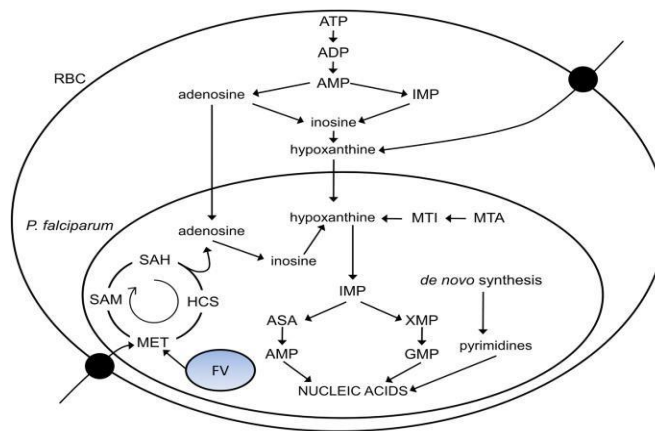 ATP
ADP
RBC
AMP
adenosine
IMP
inosine
hypoxanthine
P. falciparum
adenosine
hypoxanthine
MTI
MTA
SAH
inosine
de novo synthesis
SAM
HCS
IMP
ASA
XMP
MET
AMP
GMP
pyrimidines
FV
NUCLEIC ACIDS